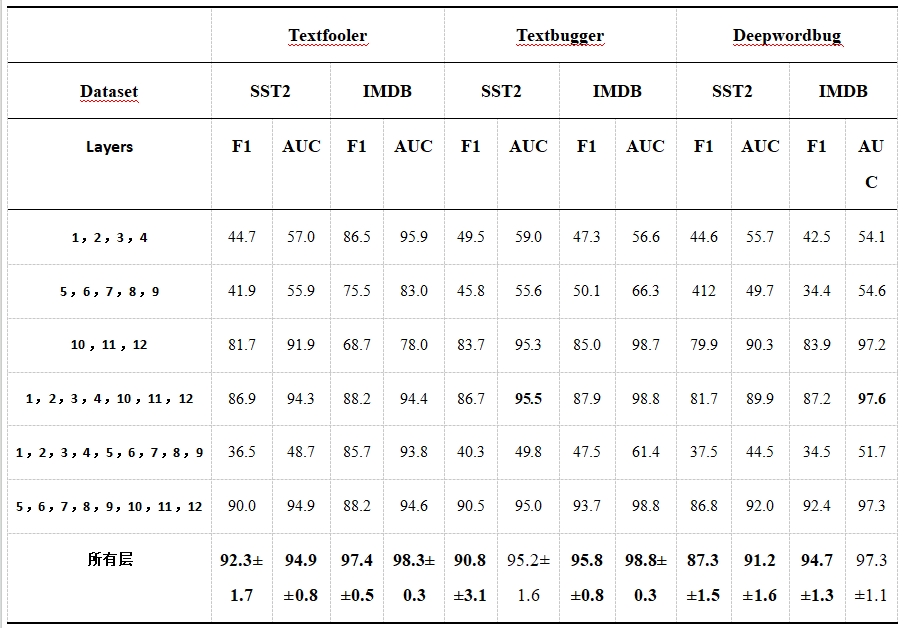 Textfooler Textbugger Deepwordbug
Dataset SST2 IMDB SST2 IMDB SST2 IMDB
Layers F1 AUC F1 AUC F1 AUC F1 AUC F1 AUC F1 AU
C
1，2，3，4 44.7 57.0 86.5 95.9 49.5 59.0 47.3 56.6 44.6 55.7 42.5 54.1
5，6，7，8，9 41.9 55.9 75.5 83.0 45.8 55.6 50.1 66.3 412 49.7 34.4 54.6
10，11，12 81.7 91.9 68.7 78.0 83.7 95.3 85.0 98.7 79.9 90.3 83.9 97.2
1，2，3，4，10，11，12 86.9 94.3 88.2 94.4 86.7 95.5 87.9 98.8 81.7 89.9 87.2 97.6
1，2，3，4，5，6，7，8，9 36.5 48.7 85.7 93.8 40.3 49.8 47.5 61.4 37.5 44.5 34.5 51.7
5，6，7，8，9，10，11，12 90.0 94.9 88.2 94.6 90.5 95.0 93.7 98.8 86.8 92.0 92.4 97.3
所有层 92.3± 94.9 97.4 98.3± 90.8 95.2± 95.8 98.8± 87.3 91.2 94.7 97.3
1.7 ±0.8 ±0.5 0.3 ±3.1 1.6 ±0.8 0.3 ±1.5 ±1.6 ±1.3 ±1.1